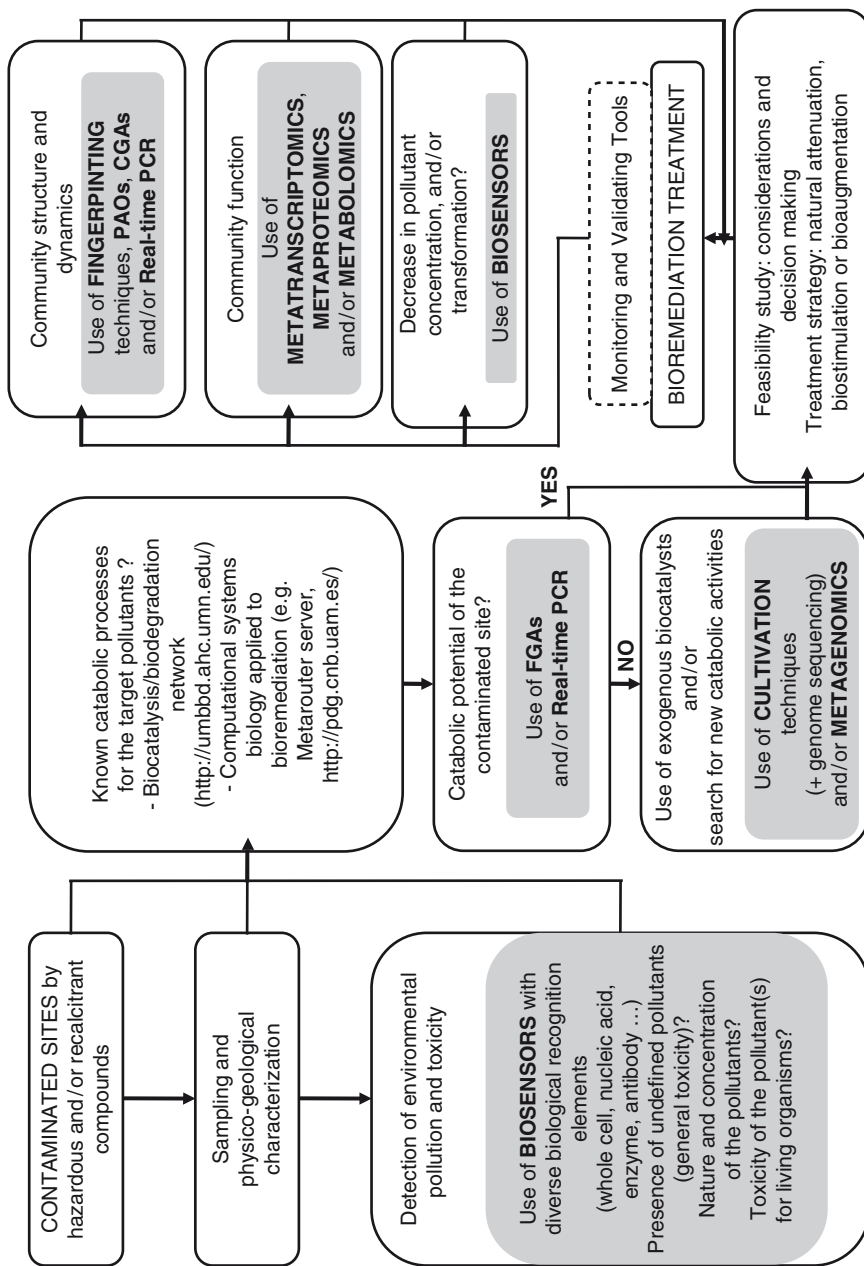 CONTAMINATED SITES by
hazardous and/or recalcitrant
compounds
Sampling and
physico-geological
characterization
Detection of environmental
pollution and toxicity
Use of BIOSENSORS with
diverse biological recognition
elements
(whole cell, nucleic acid,
enzyme, antibody ...)
Presence of undefined pollutants
(general toxicity)?
Nature and concentration
of the pollutants?
Toxicity of the pollutant(s)
for living organisms?
Known catabolic processes
for the target pollutants ?
- Biocatalysis/biodegradation
network
(http://umbbd.ahc.umn.edu/)
- Computational systems
biology applied to
bioremediation (e.g.
Metarouter server,
http://pdg.cnb.uam.es/)
Catabolic potential of the
contaminated site?
Use of FGAs
and/or Real-time PCR
YES
NO
Use of exogenous biocatalysts
and/or
search for new catabolic activities
Use of CULTIVATION
techniques
(+ genome sequencing)
and/or METAGENOMICS
Community structure and
dynamics
Use of FINGERPINTING
techniques, PAOs, CGAs
and/or Real-time PCR
Community function
Use of
METATRANSCRIPTOMICS,
METAPROTEOMICS
and/or METABOLOMICS
Decrease in pollutant
concentration, and/or
transformation?
Use of BIOSENSORS
Monitoring and Validating Tools
BIOREMEDIATION TREATMENT
Feasibility study: considerations and
decision making
Treatment strategy: natural attenuation,
biostimulation or bioaugmentation